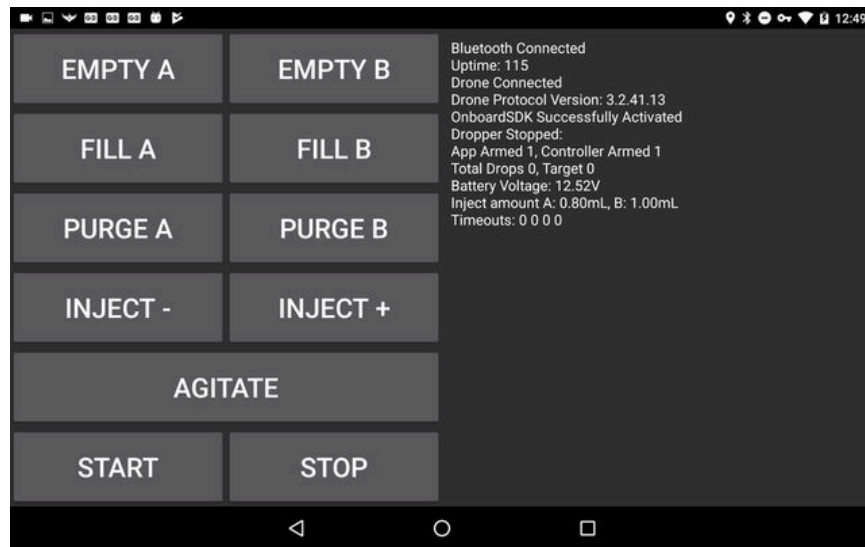 12:49
EMPTY A
EMPTY B
FILL A
FILL B
PURGE A
PURGE B
INJECT -
INJECT +
AGITATE
START
STOP
Bluetooth Connected
Uptime: 115
Drone Connected
Drone Protocol Version: 3.2.41.13
OnboardSDK Successfully Activated
Dropper Stopped:
App Armed 1, Controller Armed 1
Total Drops 0, Target 0
Battery Voltage: 12.52V
Inject amount A: 0.80mL, B: 1.00mL
Timeouts: 0 0 0 0